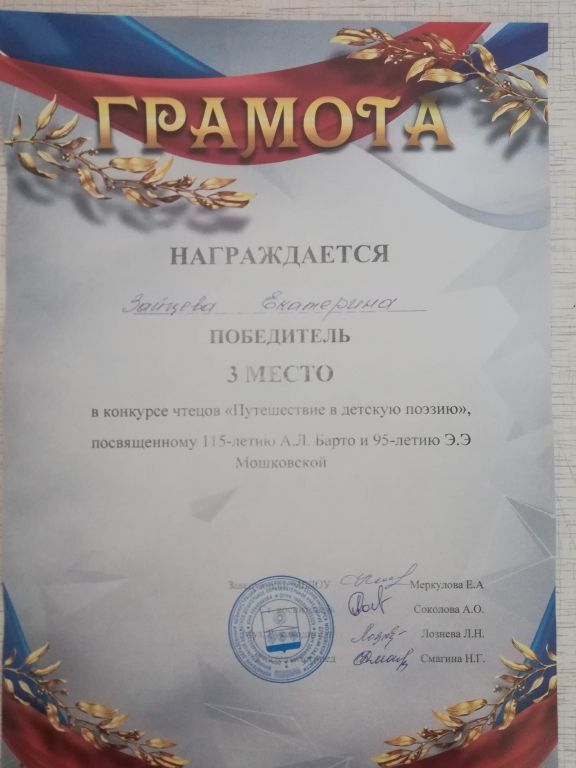 ГРАМОТА
НАГРАЖДАЕТСЯ
Зайцева Екатерина
ПОБЕДИТЕЛЬ
3 МЕСТО
в конкурсе чтецов «Путешествие в детскую поэзию»,
посвященному 115-летию А.Л. Барто и 95-летию Э.Э
Мошковской
Меркулова Е.А
Соколова А.О.
Лознева Л.Н.
Смагина Н.Г.